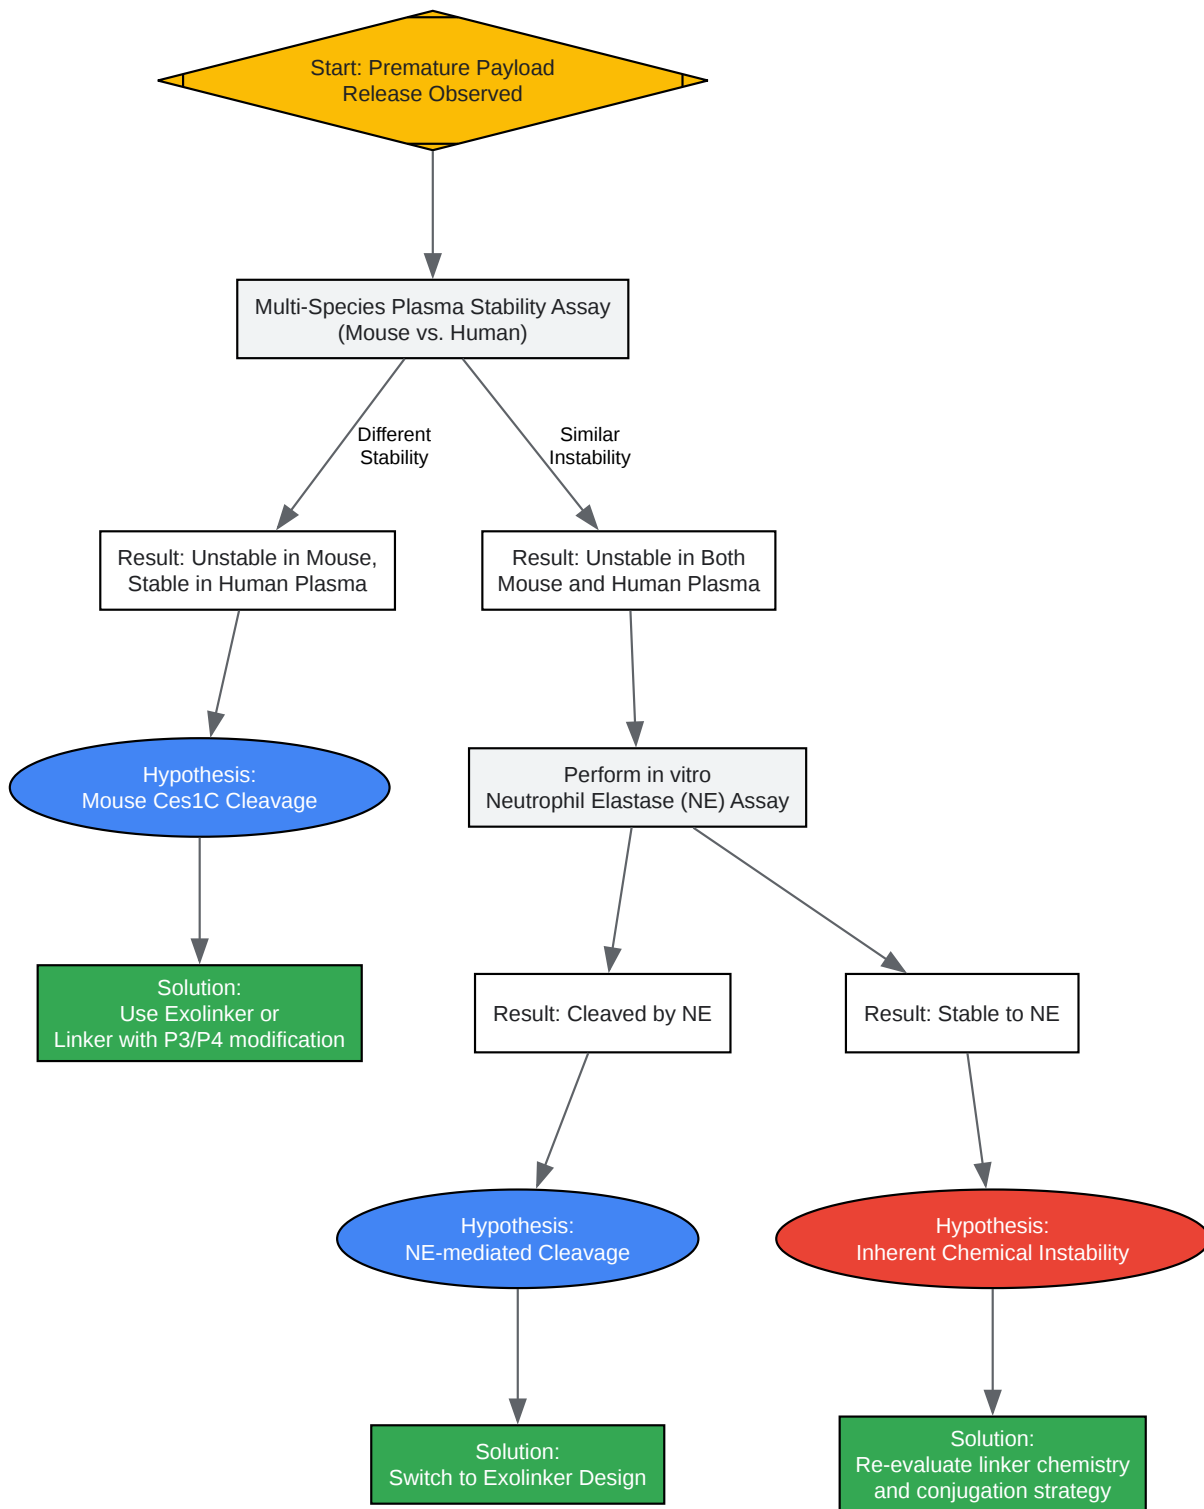 Start: Premature Payload
Release Observed
Multi-Species Plasma Stability Assay
(Mouse vs. Human)
Different
Stability
Similar
Instability
Result: Unstable in Mouse,
Stable in Human Plasma
Result: Unstable in Both
Mouse and Human Plasma
Hypothesis:
Mouse Ces1C Cleavage
Perform in vitro
Neutrophil Elastase (NE) Assay
Solution:
Use Exolinker or
Linker with P3/P4 modification
Result: Cleaved by NE
Result: Stable to NE
Hypothesis:
NE-mediated Cleavage
Hypothesis:
Inherent Chemical Instability
Solution:
Switch to Exolinker Design
Solution:
Re-evaluate linker chemistry
and conjugation strategy